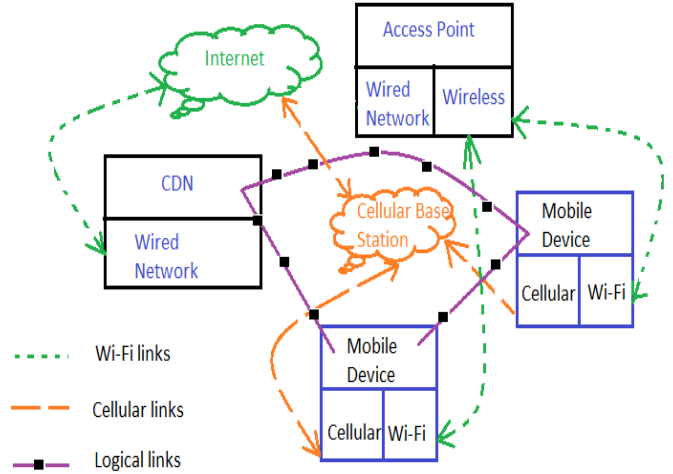 Internet
Access Point
Wired
Network
Wireless
CDN
Wired
Network
Cellular Base
Station
Mobile
Device
Cellular
Wi-Fi
Mobile
Device
Cellular
Wi-Fi
Wi-Fi links
Cellular links
Logical links